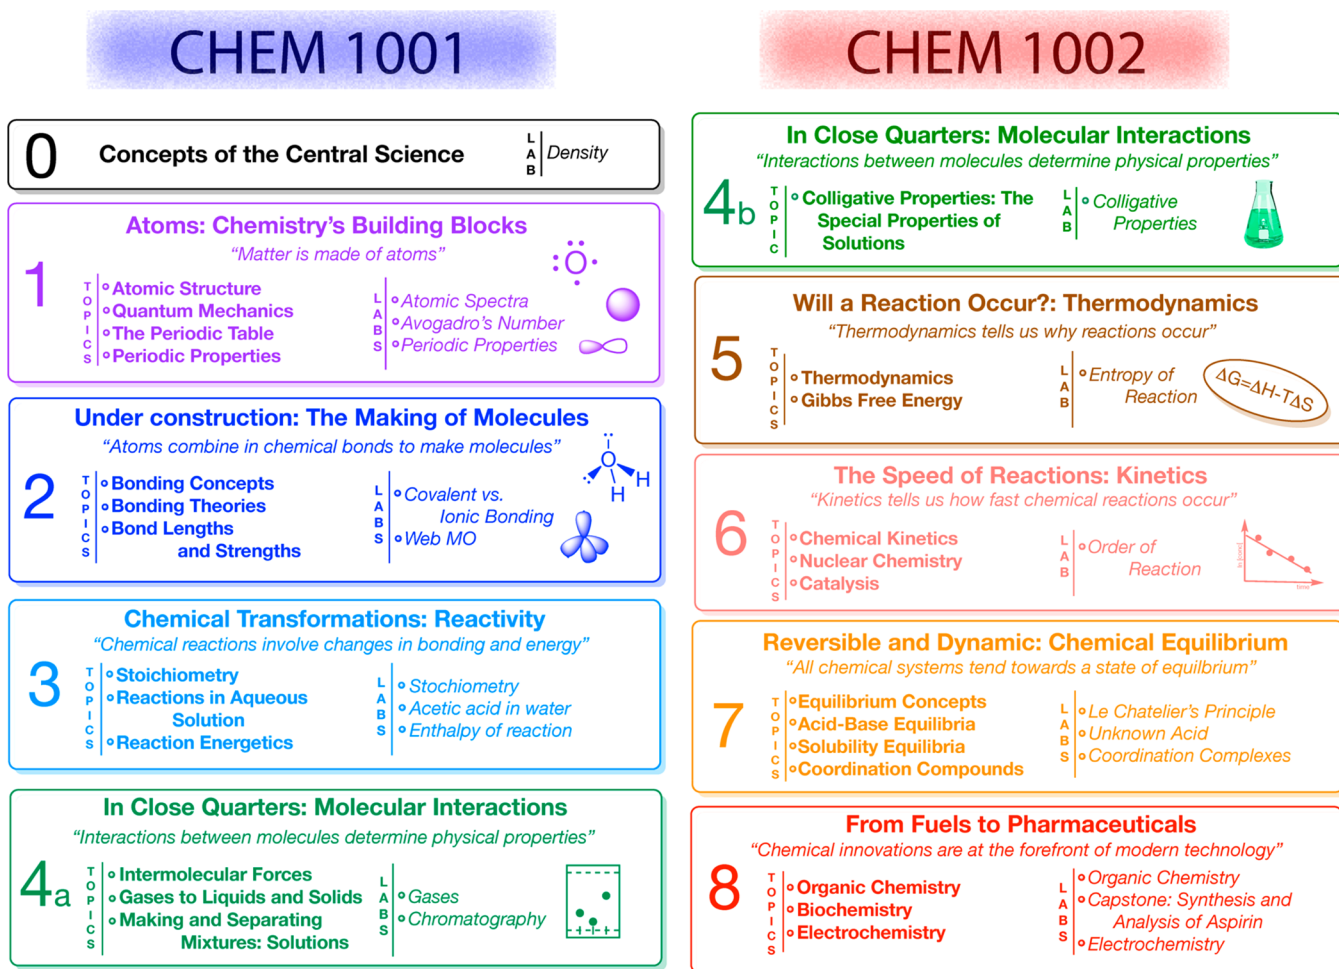 CHEM 1001
0
Concepts of the Central Science
LAB
Density
Atoms: Chemistry's Building Blocks
“Matter is made of atoms”
1
TOPICS
Atomic Structure
Quantum Mechanics
The Periodic Table
Periodic Properties
LABS
Atomic Spectra
Avogadro's Number
Periodic Properties
O
Under construction: The Making of Molecules
“Atoms combine in chemical bonds to make molecules”
2
TOPICS
Bonding Concepts
Bonding Theories
Bond Lengths
and Strengths
LABS
Covalent vs.
Ionic Bonding
Web MO
O
H
H
Chemical Transformations: Reactivity
“Chemical reactions involve changes in bonding and energy”
3
TOPICS
Stoichiometry
Reactions in Aqueous
Solution
Reaction Energetics
LABS
Stochiometry
Acetic acid in water
Enthalpy of reaction
In Close Quarters: Molecular Interactions
“Interactions between molecules determine physical properties”
4a
TOPICS
Intermolecular Forces
Gases to Liquids and Solids
Making and Separating
Mixtures: Solutions
LABS
Gases
Chromatography
CHEM 1002
In Close Quarters: Molecular Interactions
“Interactions between molecules determine physical properties”
4b
TOPIC
Colligative Properties: The
Special Properties of
Solutions
LAB
Colligative
Properties
Will a Reaction Occur?: Thermodynamics
“Thermodynamics tells us why reactions occur”
5
TOPICS
Thermodynamics
Gibbs Free Energy
LAB
Entropy of
Reaction
ΔG=ΔH-TΔS
The Speed of Reactions: Kinetics
“Kinetics tells us how fast chemical reactions occur”
6
TOPICS
Chemical Kinetics
Nuclear Chemistry
Catalysis
LAB
Order of
Reaction
ln [conc]
time
Reversible and Dynamic: Chemical Equilibrium
“All chemical systems tend towards a state of equilbrium”
7
TOPICS
Equilibrium Concepts
Acid-Base Equilibria
Solubility Equilibria
Coordination Compounds
LABS
Le Chatelier's Principle
Unknown Acid
Coordination Complexes
From Fuels to Pharmaceuticals
“Chemical innovations are at the forefront of modern technology”
8
TOPICS
Organic Chemistry
Biochemistry
Electrochemistry
LABS
Organic Chemistry
Capstone: Synthesis and
Analysis of Aspirin
Electrochemistry